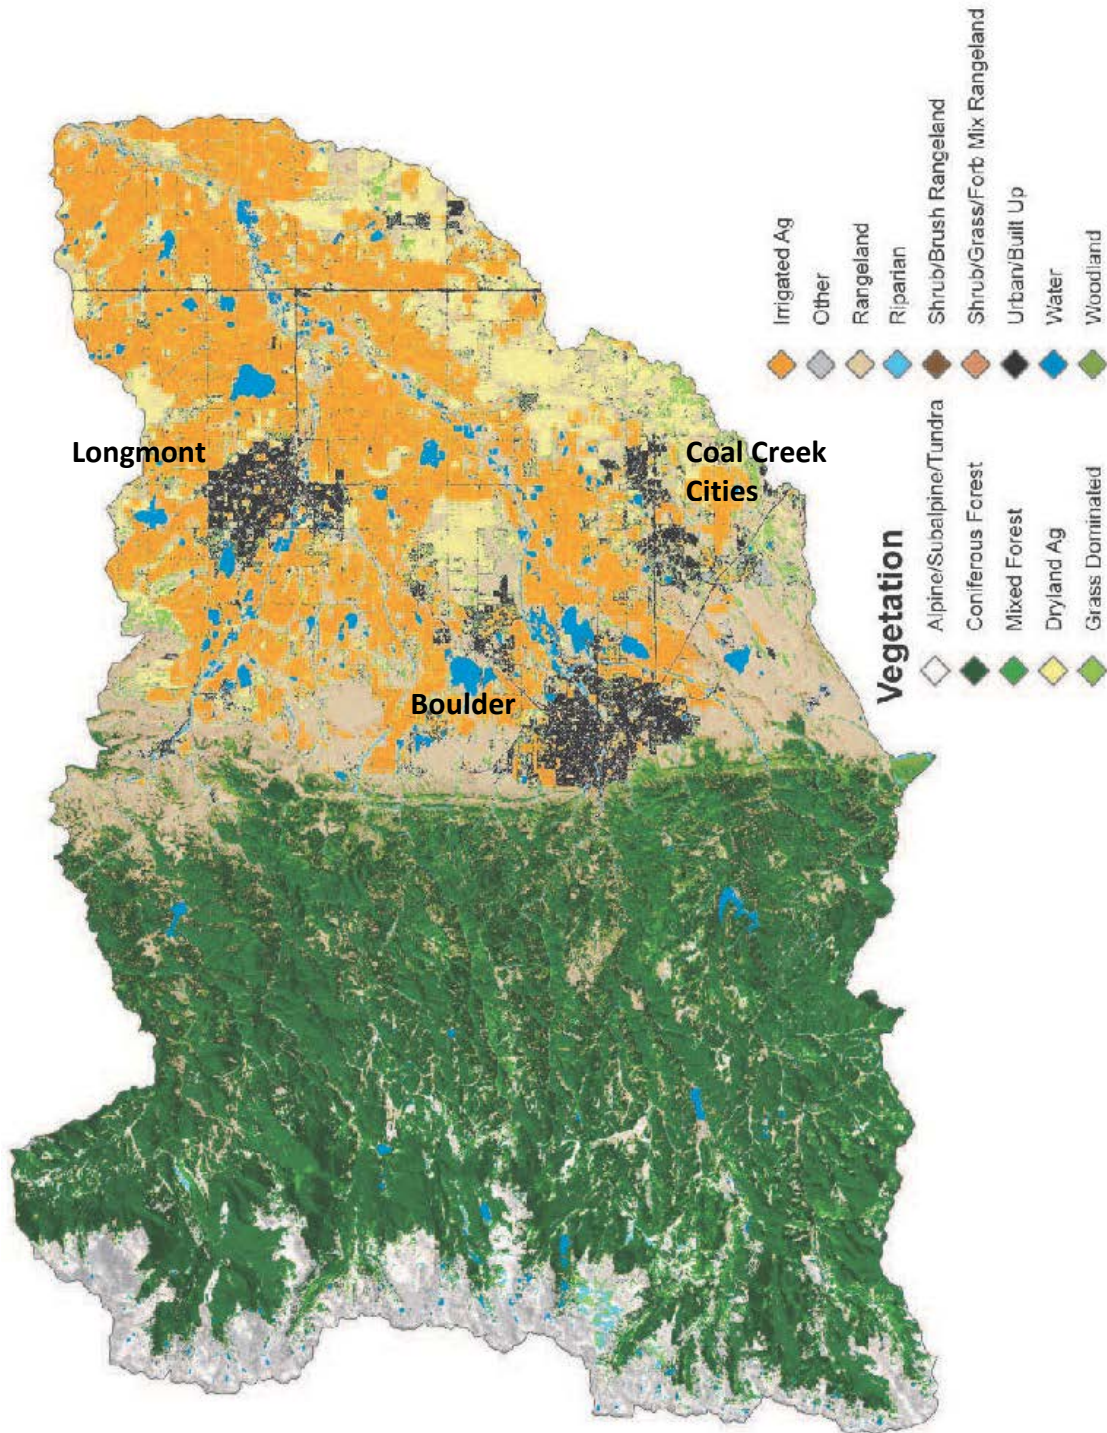 Longmont
Coal Creek
Cities
Boulder
Vegetation
Alpine/Subalpine/Tundra
Coniferous Forest
Mixed Forest
Dryland Ag
Grass Dominated
Irrigated Ag
Other
Rangeland
Riparian
Shrub/Brush Rangeland
Shrub/Grass/Forb Mix Rangeland
Urban/Built Up
Water
Woodland